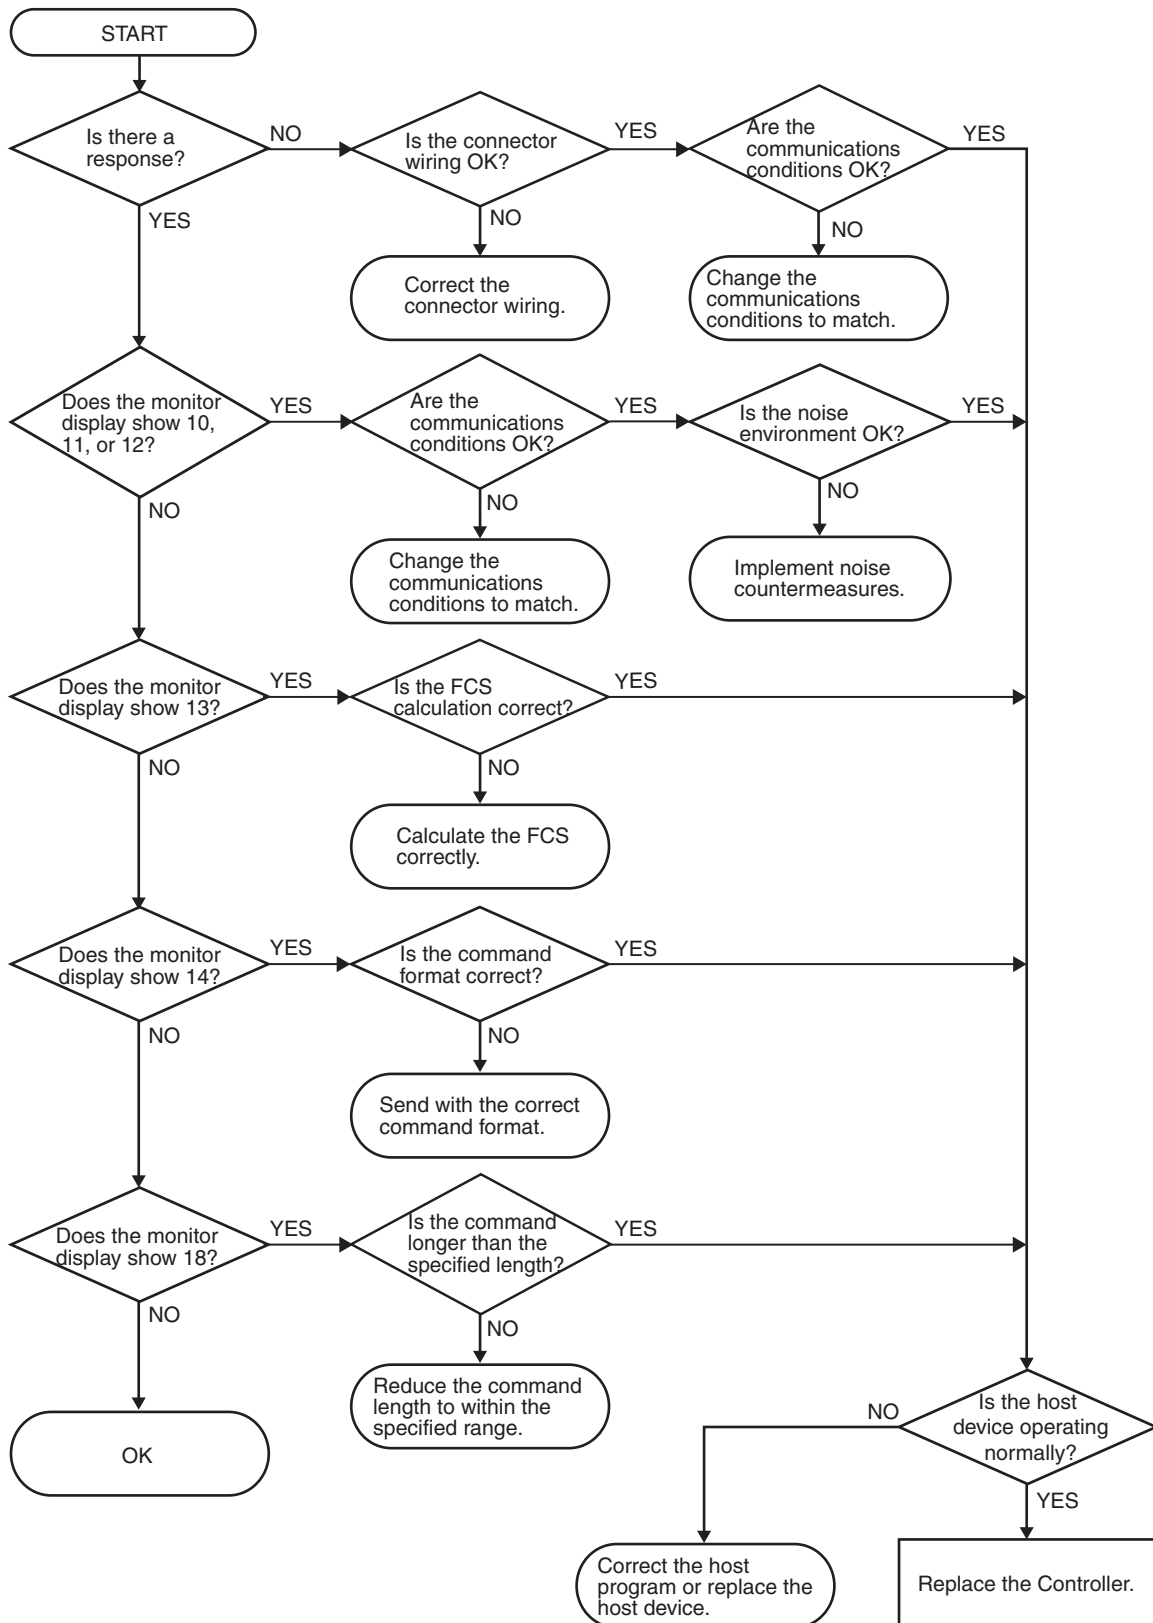 START
Is there a
response?
NO
Is the connector
wiring OK?
YES
Are the
communications
conditions OK?
YES
YES
NO
NO
Correct the
connector wiring.
Change the
communications
conditions to match.
Does the monitor
display show 10,
11, or 12?
YES
Are the
communications
conditions OK?
YES
Is the noise
environment OK?
YES
NO
NO
NO
Change the
communications
conditions to match.
Implement noise
countermeasures.
Does the monitor
display show 13?
YES
Is the FCS
calculation correct?
YES
NO
NO
Calculate the FCS
correctly.
Does the monitor
display show 14?
YES
Is the command
format correct?
YES
NO
NO
Send with the correct
command format.
Does the monitor
display show 18?
YES
Is the command
longer than the
specified length?
YES
NO
NO
Reduce the command
length to within the
specified range.
OK
Is the host
device operating
normally?
NO
YES
Correct the host
program or replace the
host device.
Replace the Controller.